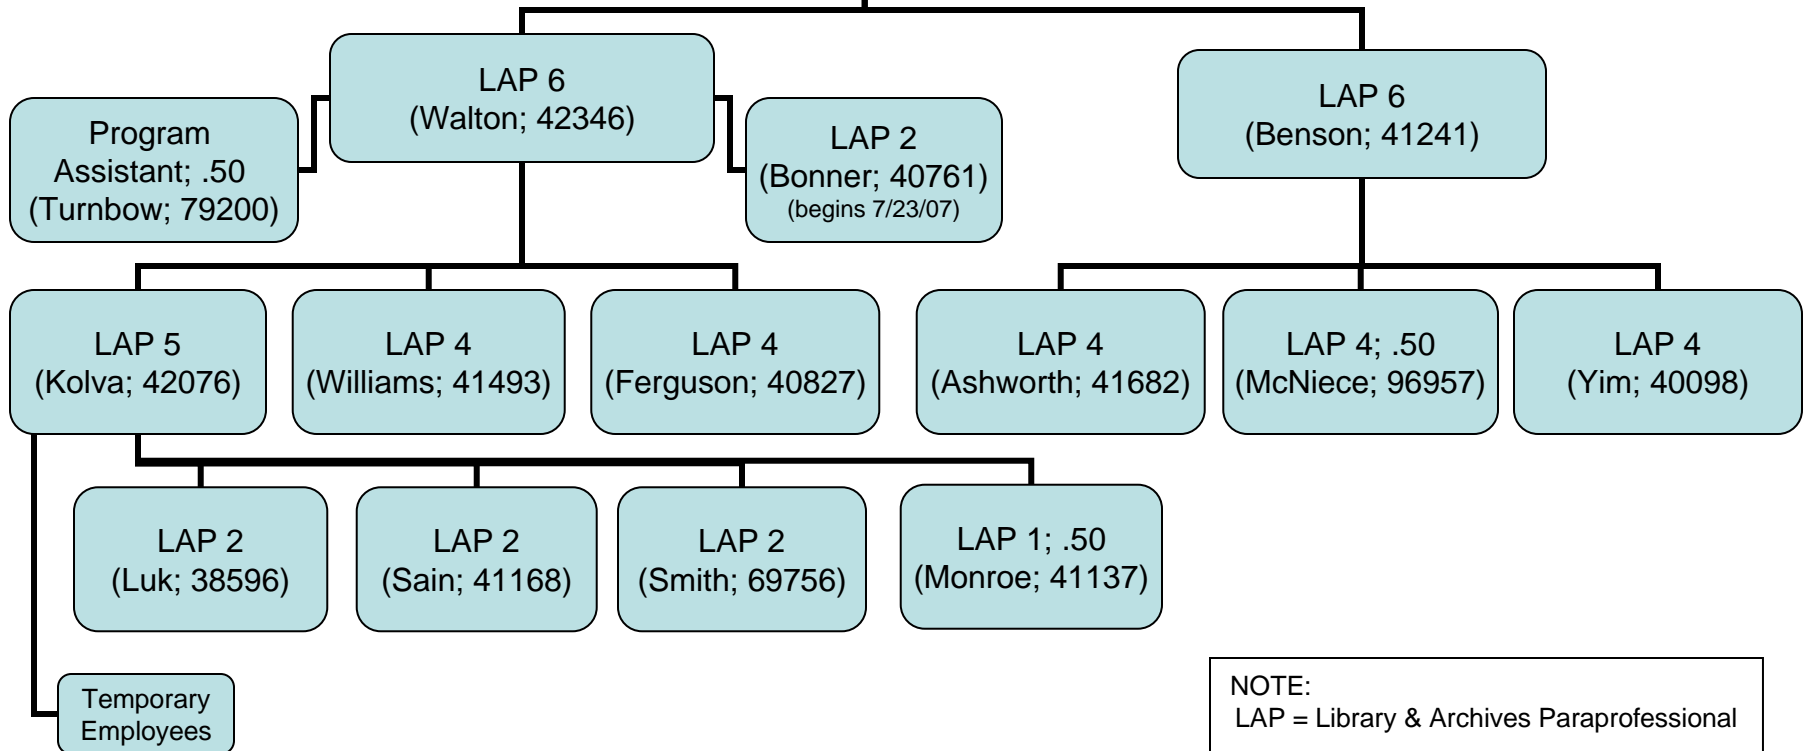 LAP 6
(Walton; 42346)
LAP 6
(Benson; 41241)
Program
Assistant; .50
(Turnbow; 79200)
LAP 2
(Bonner; 40761)
(begins 7/23/07)
LAP 5
(Kolva; 42076)
LAP 4
(Williams; 41493)
LAP 4
(Ferguson; 40827)
LAP 4
(Ashworth; 41682)
LAP 4; .50
(McNiece; 96957)
LAP 4
(Yim; 40098)
LAP 2
(Luk; 38596)
LAP 2
(Sain; 41168)
LAP 2
(Smith; 69756)
LAP 1; .50
(Monroe; 41137)
Temporary
Employees
NOTE:
LAP = Library & Archives Paraprofessional